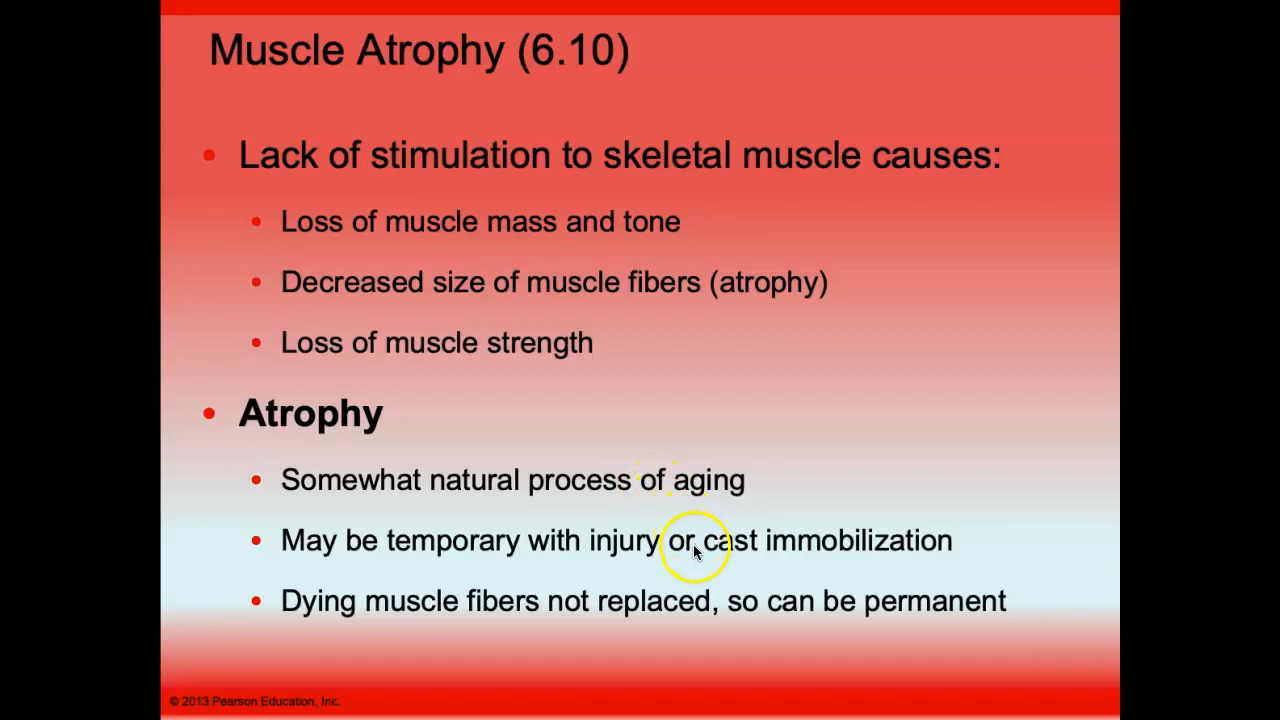 Muscle Atrophy (6.10)
• Lack of stimulation to skeletal muscle causes:
• Loss of muscle mass and tone
• Decreased size of muscle fibers (atrophy)
• Loss of muscle strength
• Atrophy
• Somewhat natural process of aging
• May be temporary with injury or cast immobilization
• Dying muscle fibers not replaced, so can be permanent
© 2013 Pearson Education, Inc.